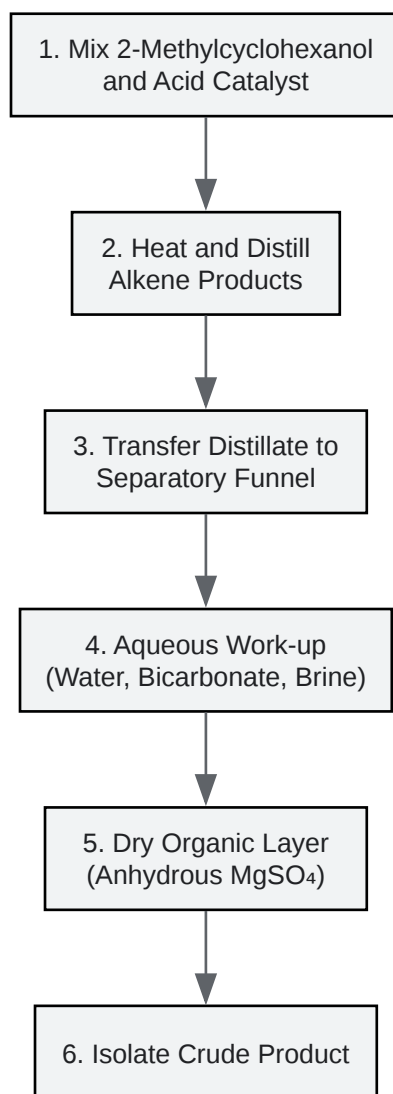 1. Mix 2-Methylcyclohexanol
and Acid Catalyst
2. Heat and Distill
Alkene Products
3. Transfer Distillate to
Separatory Funnel
4. Aqueous Work-up
(Water, Bicarbonate, Brine)
5. Dry Organic Layer
(Anhydrous MgSO₄)
6. Isolate Crude Product